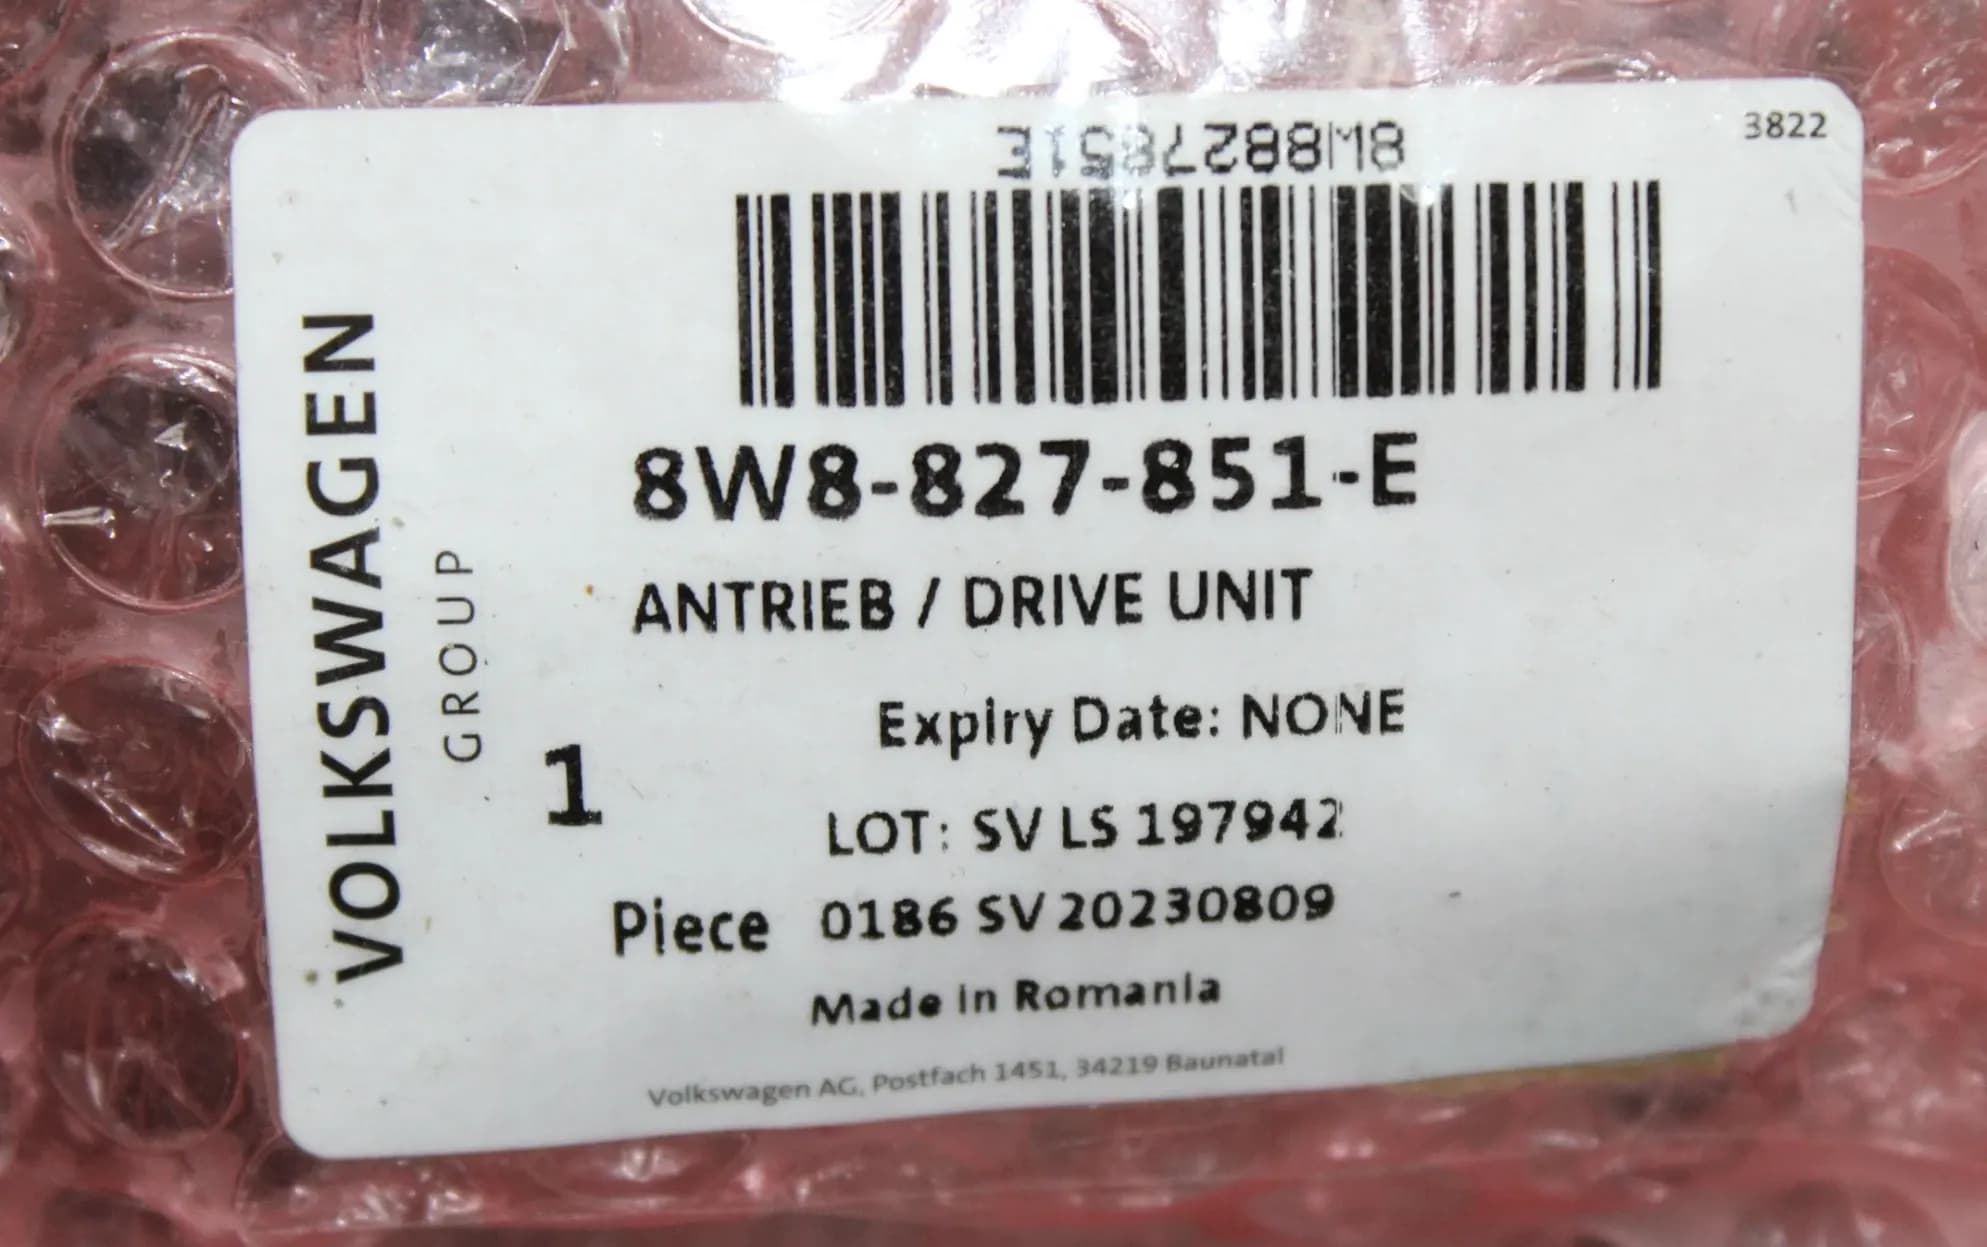 3822
8W8827851E
8W8-827-851-E
ANTRIEB / DRIVE UNIT
Expiry Date: NONE
1
LOT: SV LS 197942
Piece 0186 SV 20230809
Made in Romania
Volkswagen AG, Postfach 1451, 34219 Baunatal
VOLKSWAGEN
GROUP